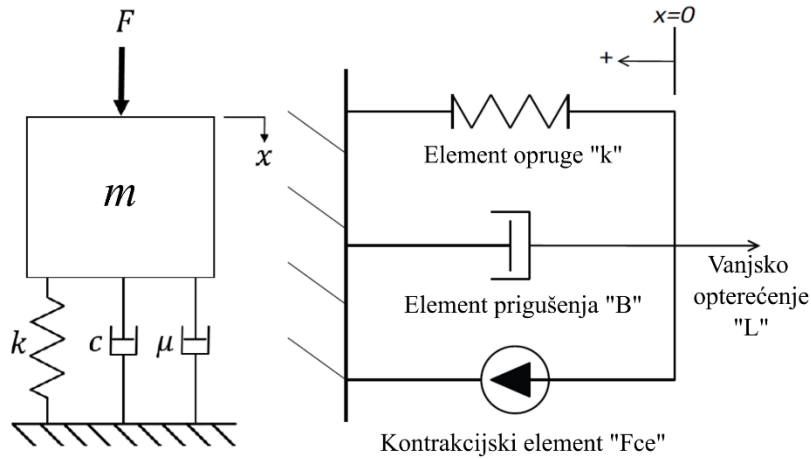 F
x
m
k
c
μ
x=0
+
Element opruge "k"
Element prigušenja "B"
Vanjsko
opterećenje
"L"
Kontrakcijski element "Fce"